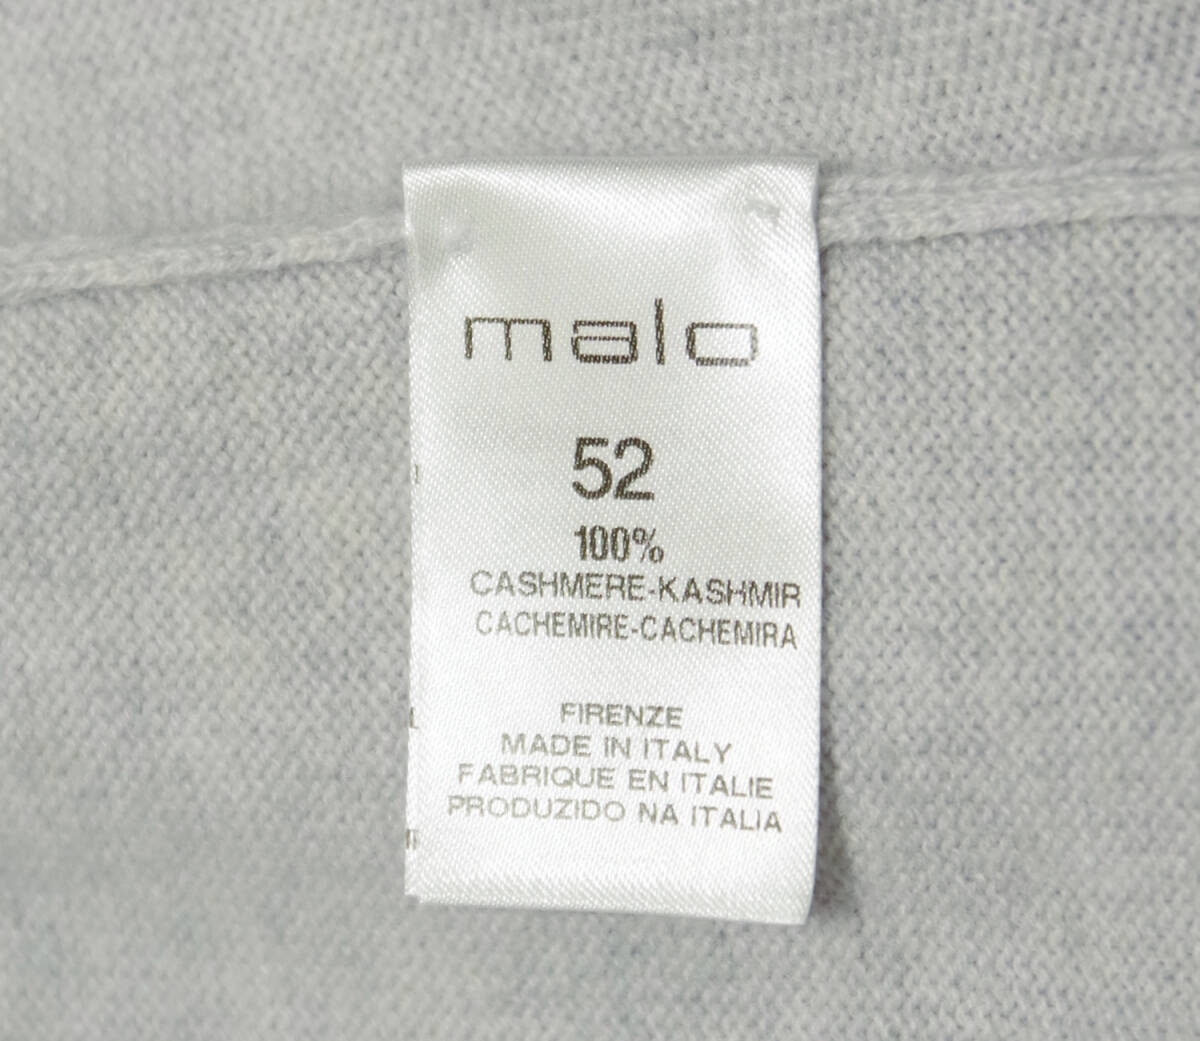 malo
52
100%
CASHMERE-KASHMIR
CACHEMIRE-CACHEMIRA
FIRENZE
MADE IN ITALY
FABRIQUE EN ITALIE
PRODUZIDO NA ITALIA